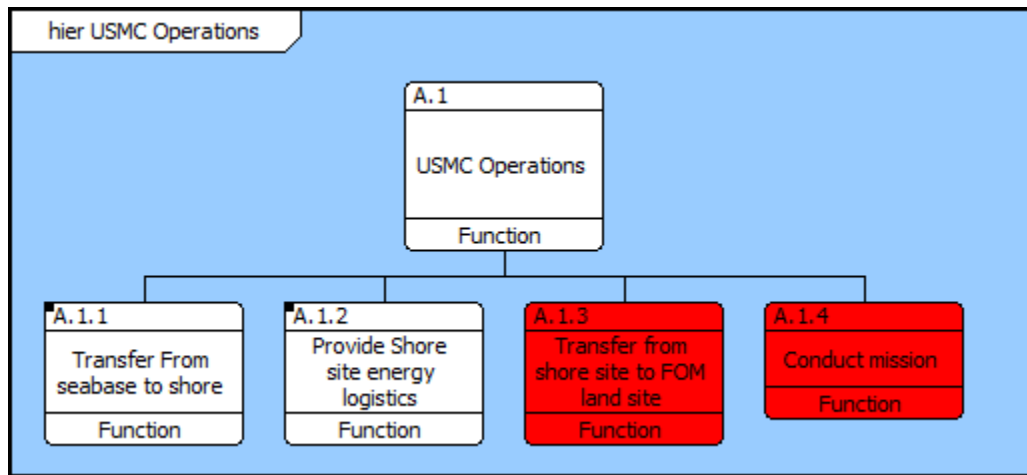 hier USMC Operations
A.1
USMC Operations
Function
A.1.1
Transfer From
seabase to shore
Function
A.1.2
Provide Shore
site energy
logistics
Function
A.1.3
Transfer from
shore site to FOM
land site
Function
A.1.4
Conduct mission
Function